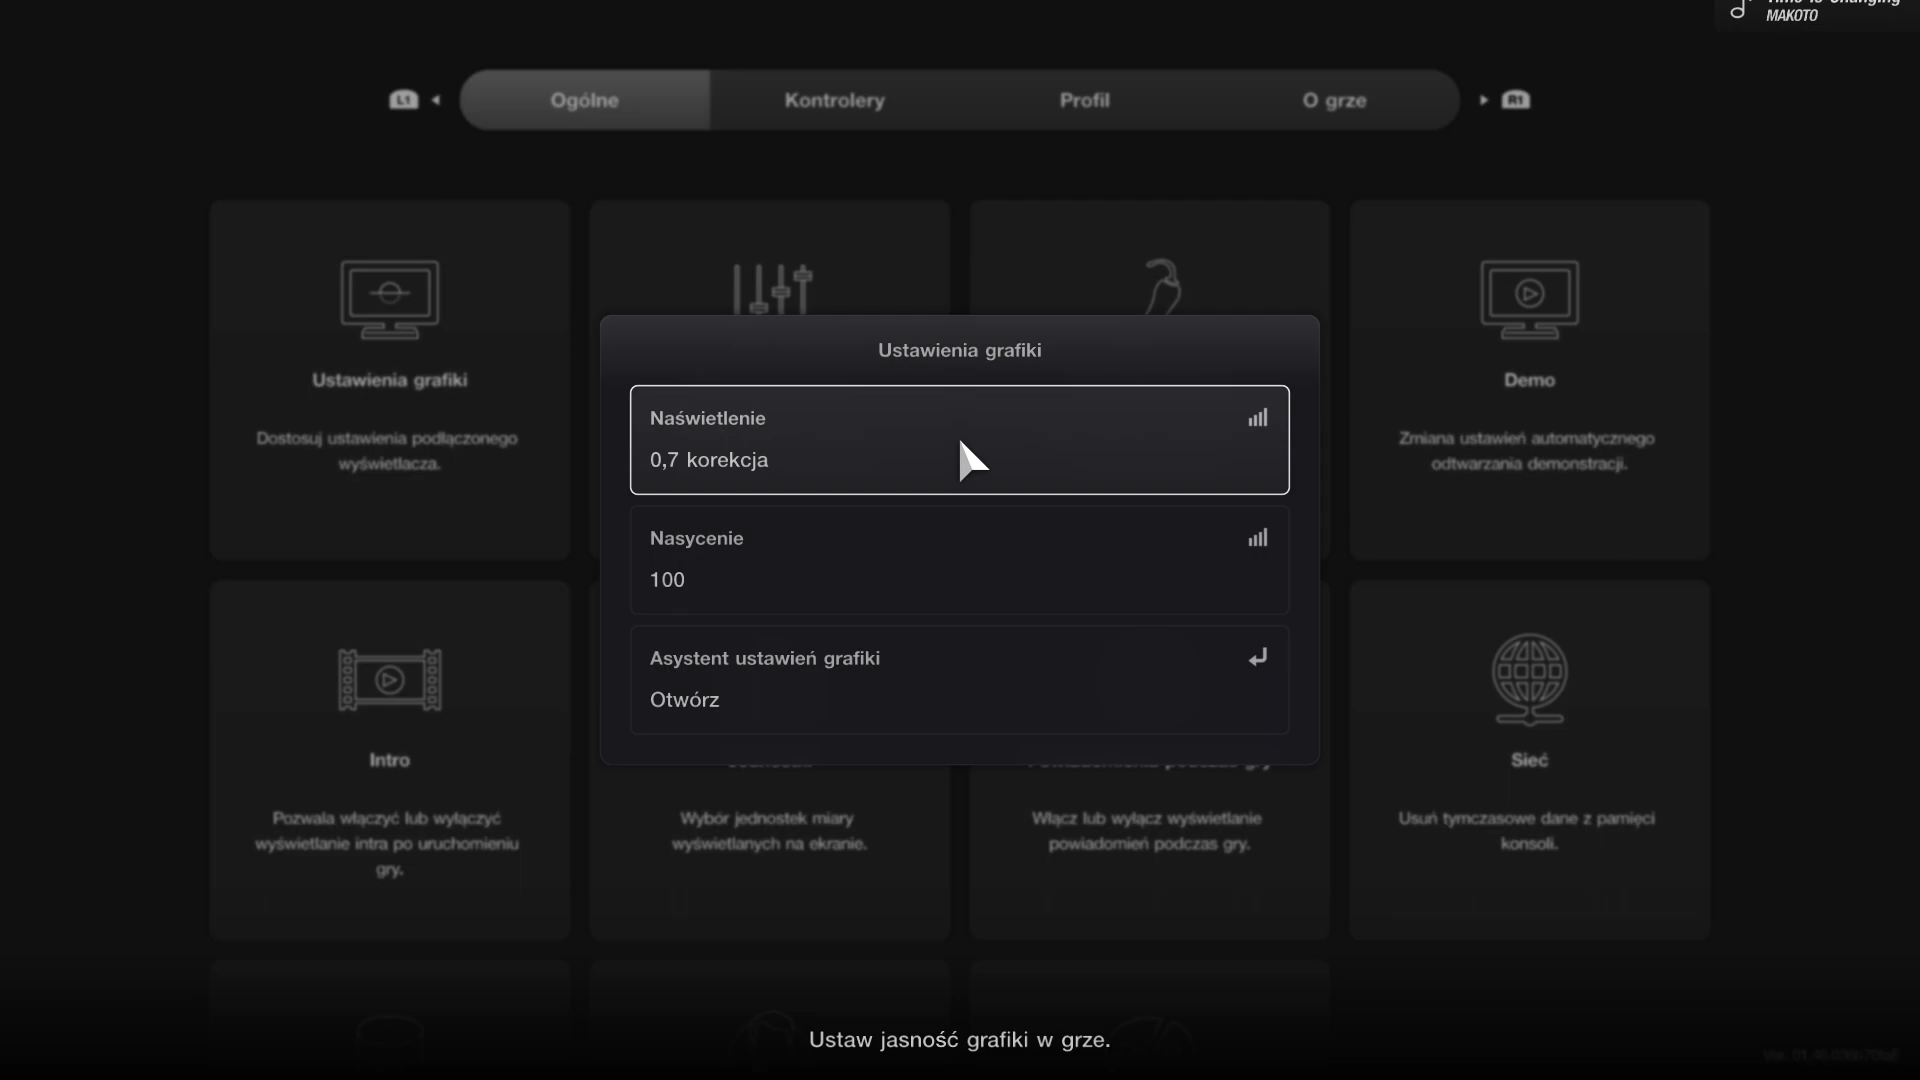 MAKOTO
L1
Ogólne
Kontrolery
Profil
O grze
R1
Ustawienia grafiki
Dostosuj ustawienia podłączonego
wyświetlacza.
Demo
Zmiana ustawień automatycznego
odtwarzania demonstracji.
Ustawienia grafiki
Naświetlenie
0,7 korekcja
Nasycenie
100
Asystent ustawień grafiki
Otwórz
Intro
Pozwala włączyć lub wyłączyć
wyświetlanie intra po uruchomieniu
gry.
Wybór jednostek miary
wyświetlanych na ekranie.
Włącz lub wyłącz wyświetlanie
powiadomień podczas gry.
Sieć
Usuń tymczasowe dane z pamięci
konsoli.
Ustaw jasność grafiki w grze.